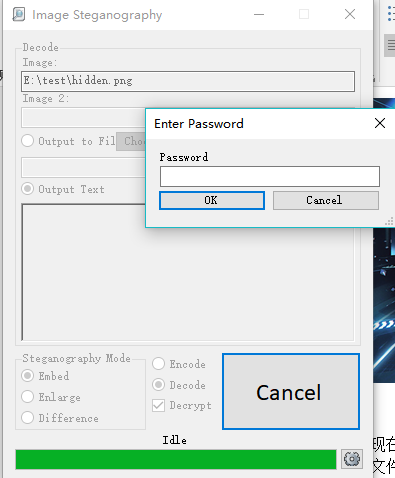 Image Steganography
Decode
Image:
E:\test\hidden.png
Image 2:
Output to Fil
Output Text
Enter Password
Password
OK
Cancel
Steganography Mode
Embed
Enlarge
Difference
Encode
Decode
Decrypt
Cancel
Idle
现在
文件